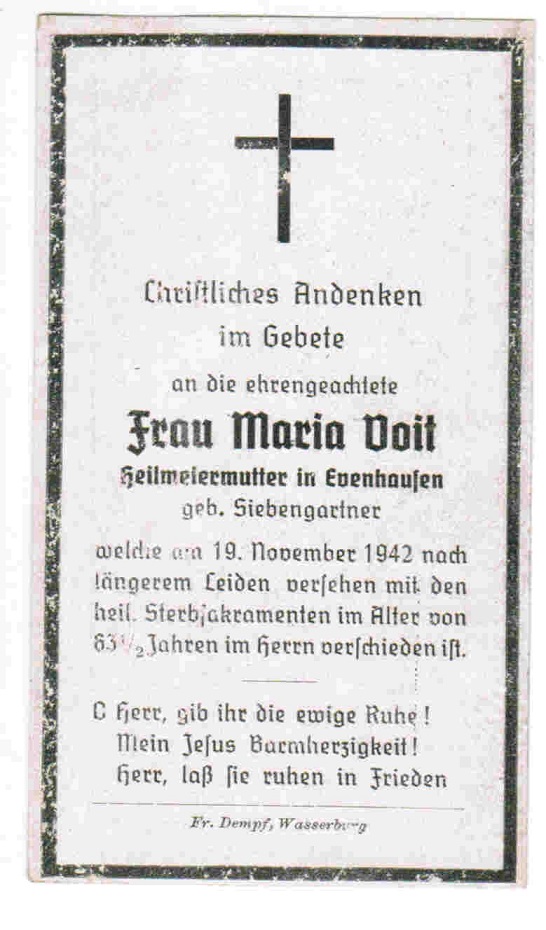 Christliches Andenken
im Gebete
an die ehrengeachtete
Frau Maria Voit
Heilmeiermutter in Evenhausen
geb. Siebengartner
welche am 19. November 1942 nach
längerem Leiden versehen mit den
heil. Sterbsakramenten im Alter von
63 1/2 Jahren im Herrn verschieden ist.
O Herr, gib ihr die ewige Ruhe!
Mein Jesus Barmherzigkeit!
Herr, laß sie ruhen in Frieden
Fr. Dempf, Wasserburg